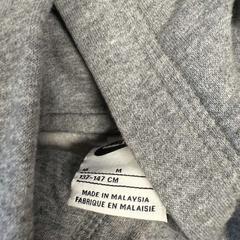 M
137-147 CM
MADE IN MALAYSIA
FABRIQUE EN MALAISIE